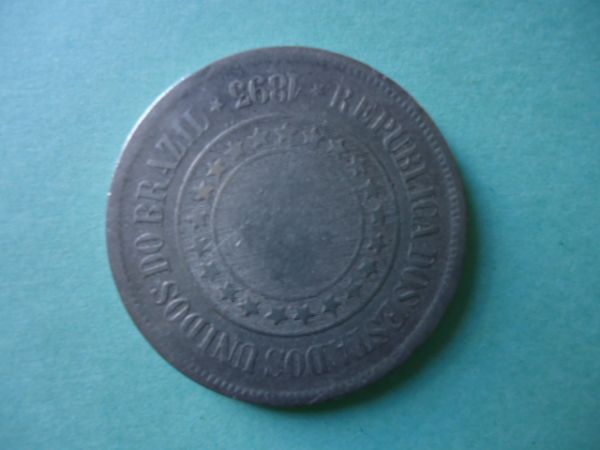 REPUBLICA DOS ESTADOS UNIDOS DO BRAZIL
★ 1893 ★